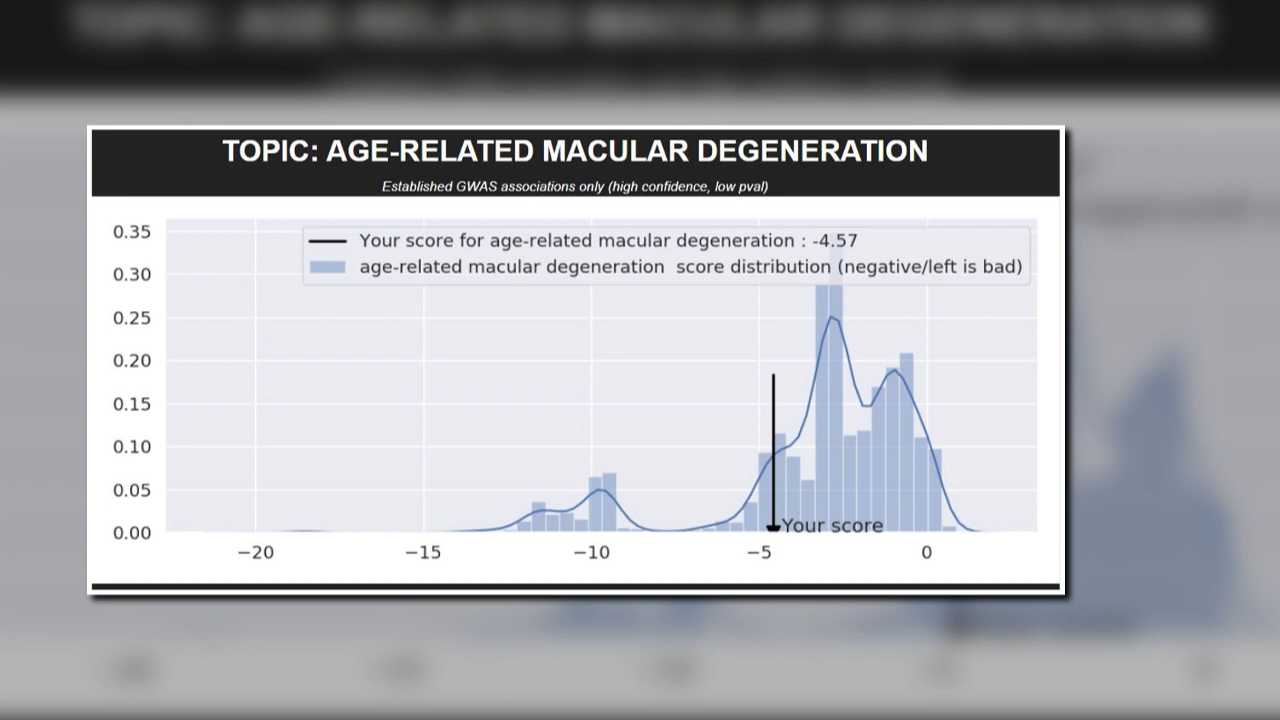 TOPIC: AGE-RELATED MACULAR DEGENERATION
Established GWAS associations only (high confidence, low pval)
0.35
0.30
0.25
0.20
0.15
0.10
0.05
0.00
Your score for age-related macular degeneration : -4.57
age-related macular degeneration  score distribution (negative/left is bad)
Your score
−20
−15
−10
−5
0